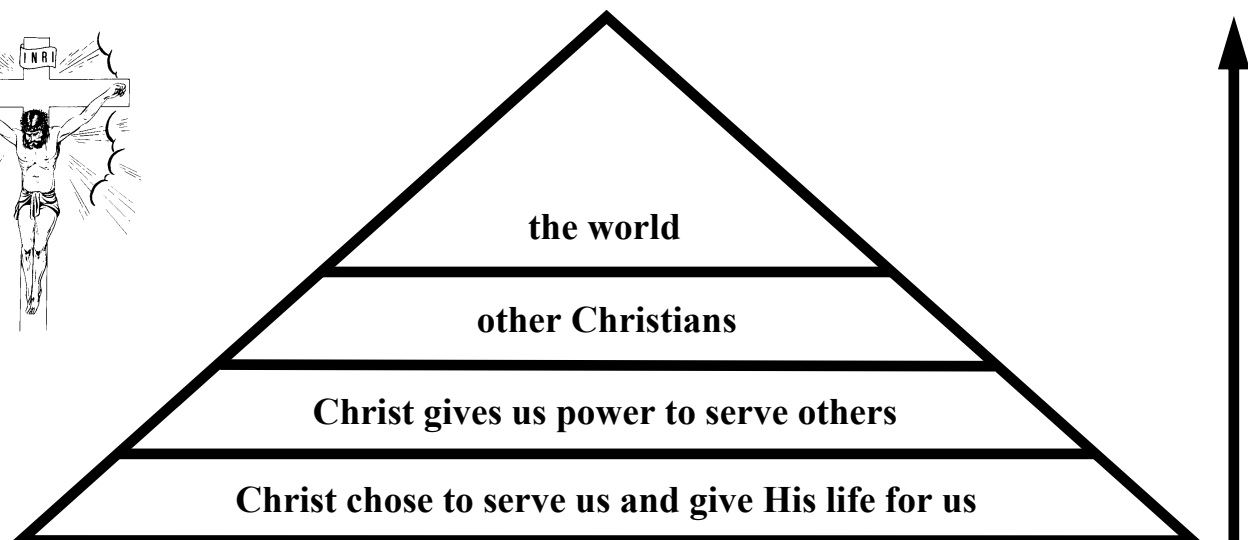 INRI
the world
other Christians
Christ gives us power to serve others
Christ chose to serve us and give His life for us